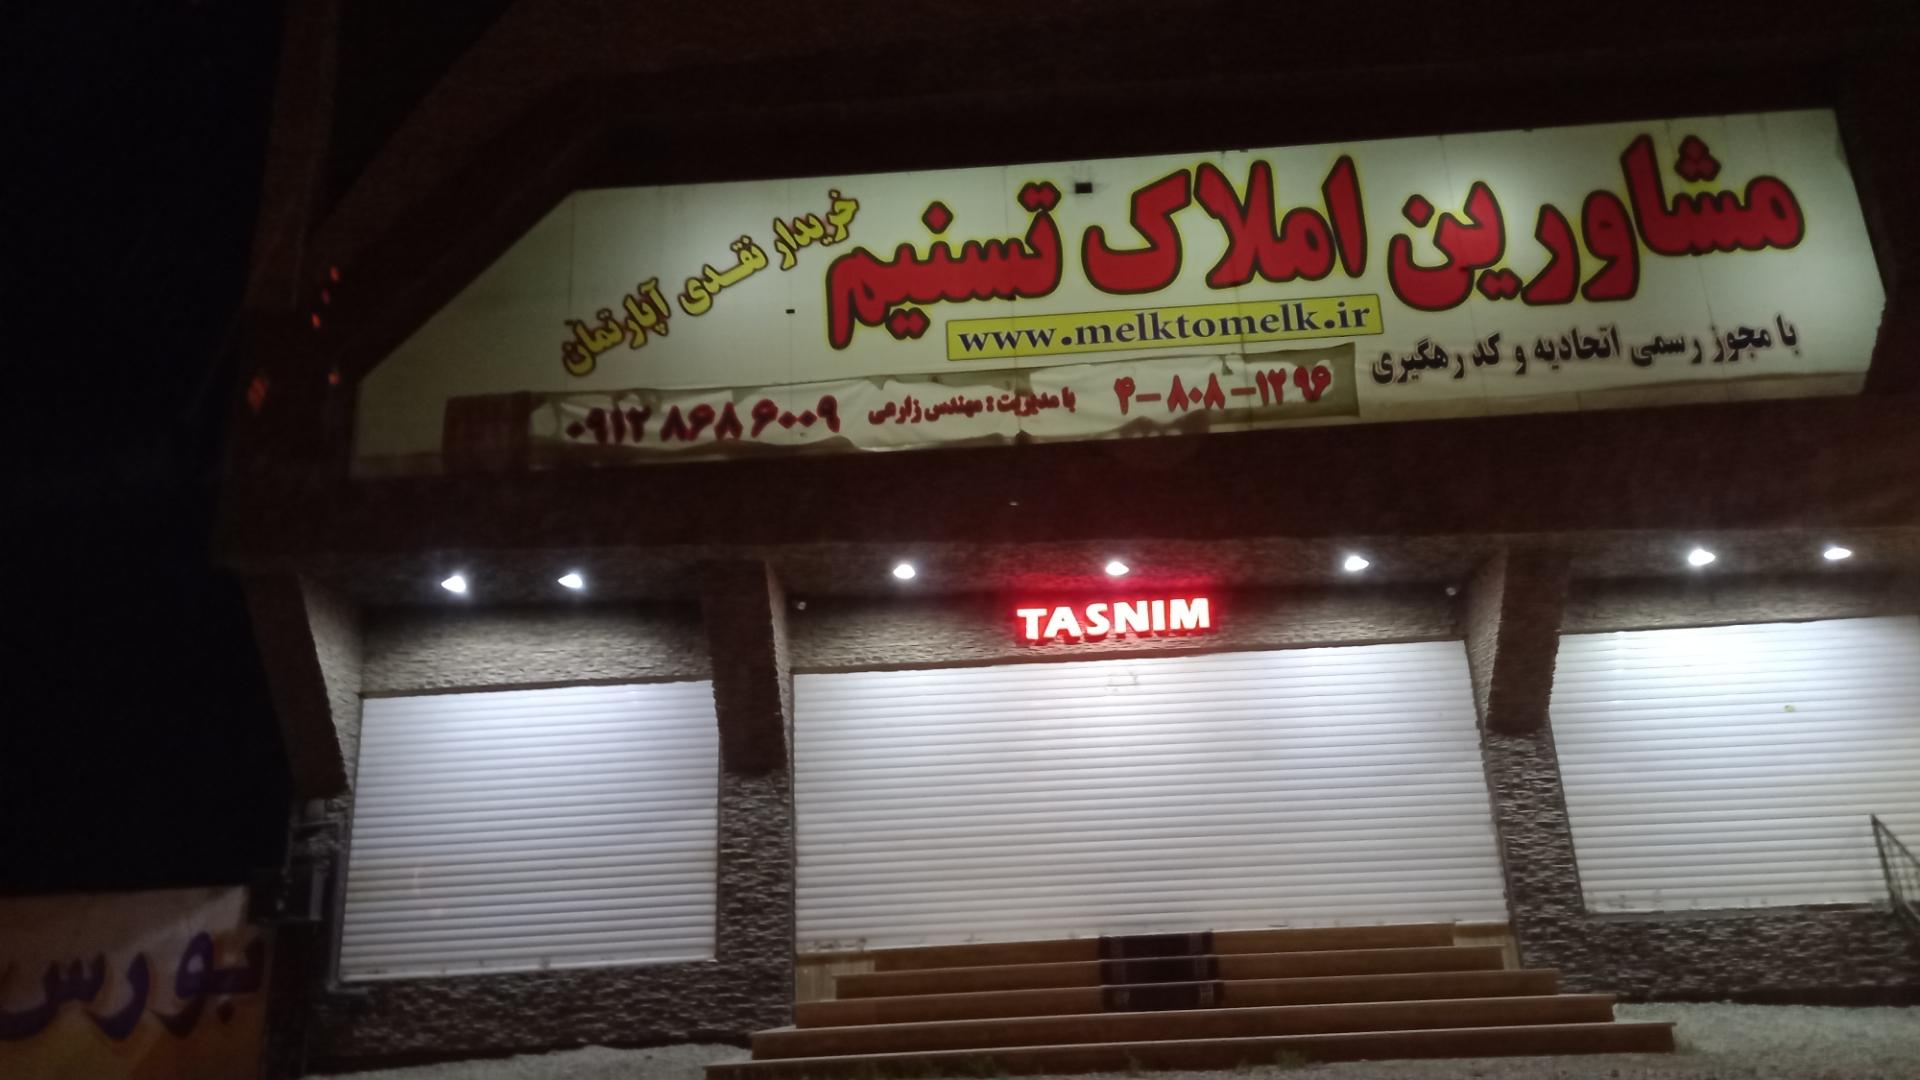 مشاورین املاک تسنیم
خریدار نقدی آپارتمان
www.melktomelk.ir
با مجوز رسمی اتحادیه و کد رهگیری
۴-۸۰۸-۱۲۹۶
با مدیریت: مهندس زارعی
۰۹۱۲ ۸۶۸ ۶۰۰۹
TASNIM
بورس